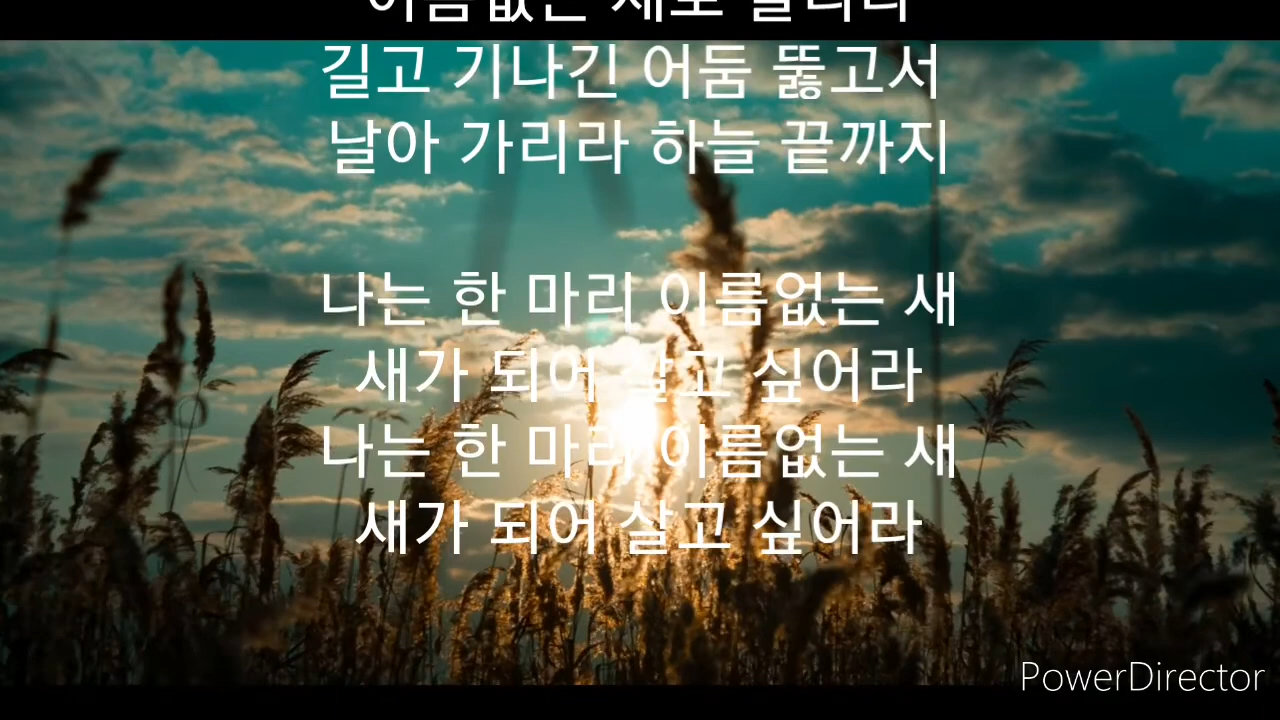 이름없는 새로 살리라
길고 기나긴 어둠 뚫고서
날아 가리라 하늘 끝까지
나는 한 마리 이름없는 새
새가 되어 살고 싶어라
나는 한 마리 이름없는 새
새가 되어 살고 싶어라
PowerDirector